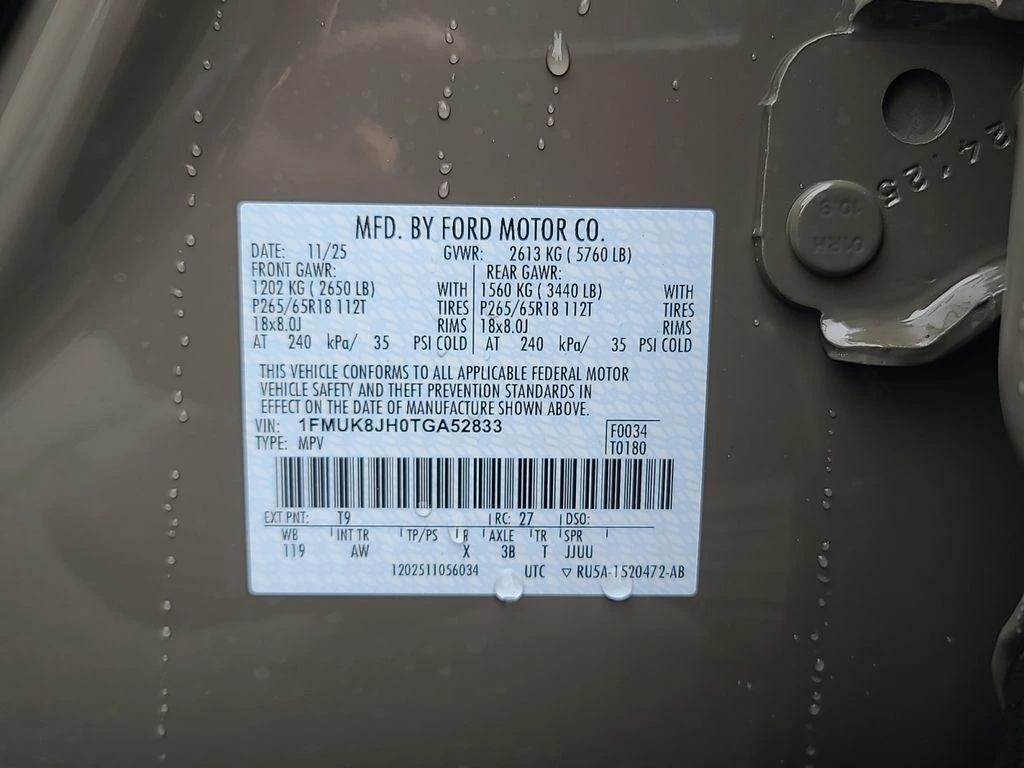 MFD. BY FORD MOTOR CO.
DATE: 11/25 GVWR: 2613 KG ( 5760 LB)
FRONT GAWR: REAR GAWR:
1202 KG ( 2650 LB) WITH 1560 KG ( 3440 LB) WITH
P265/65R18 112T TIRES P265/65R18 112T TIRES
18x8.0J RIMS 18x8.0J RIMS
AT 240 kPa/ 35 PSI COLD AT 240 kPa/ 35 PSI COLD
THIS VEHICLE CONFORMS TO ALL APPLICABLE FEDERAL MOTOR
VEHICLE SAFETY AND THEFT PREVENTION STANDARDS IN
EFFECT ON THE DATE OF MANUFACTURE SHOWN ABOVE.
VIN: 1FMUK8JH0TGA52833 F0034
TYPE: MPV T0180
EXT PNT: T9 RC: 27 DSO:
WB INT TR TP/PS R AXLE TR SPR
119 AW X 3B T JJUU
1202511056034 UTC ▽ RU5A-1520472-AB
24'25
01RH
10.9